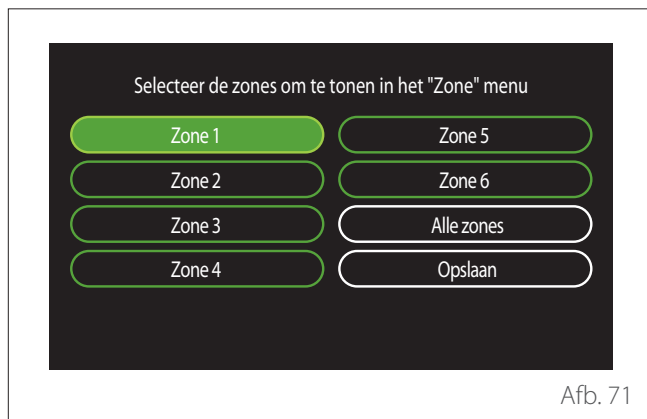 Selecteer de zones om te tonen in het "Zone" menu
Zone 1
Zone 5
Zone 2
Zone 6
Zone 3
Alle zones
Zone 4
Opslaan
Afb. 71